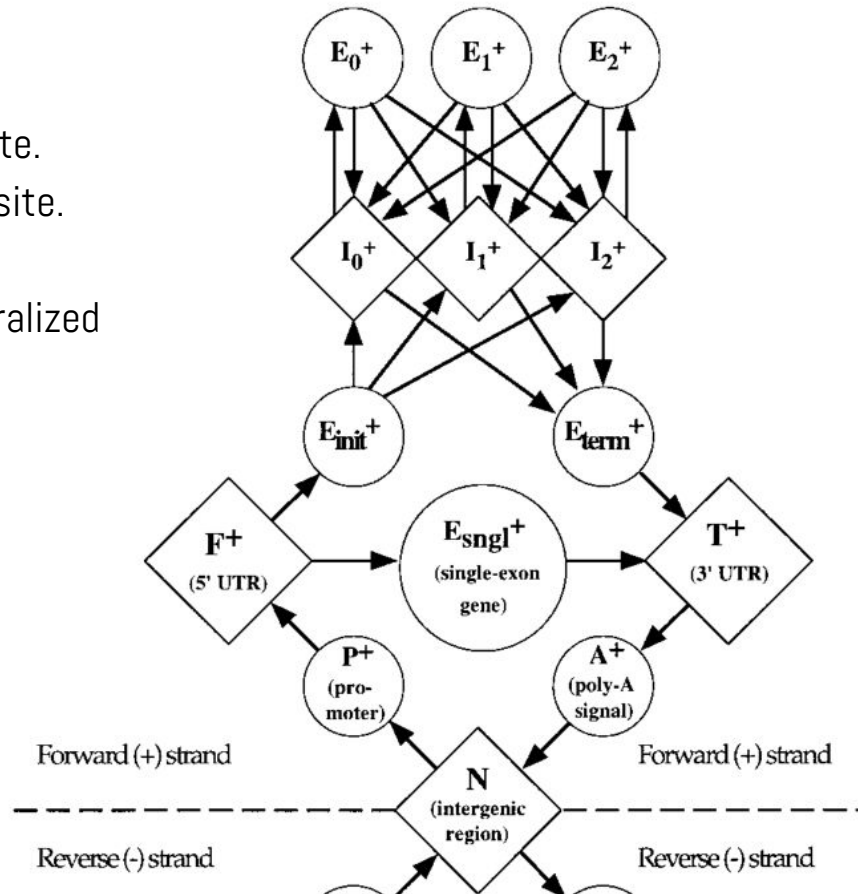 E₀⁺ E₁⁺ E₂⁺
te.
site.
I₀⁺ I₁⁺ I₂⁺
ralized
Einit⁺ Eterm⁺
F⁺
(5' UTR)
Esngl⁺
(single-exon
gene)
T⁺
(3' UTR)
P⁺
(pro-
moter)
A⁺
(poly-A
signal)
Forward (+) strand
Forward (+) strand
N
(intergenic
region)
Reverse (-) strand
Reverse (-) strand